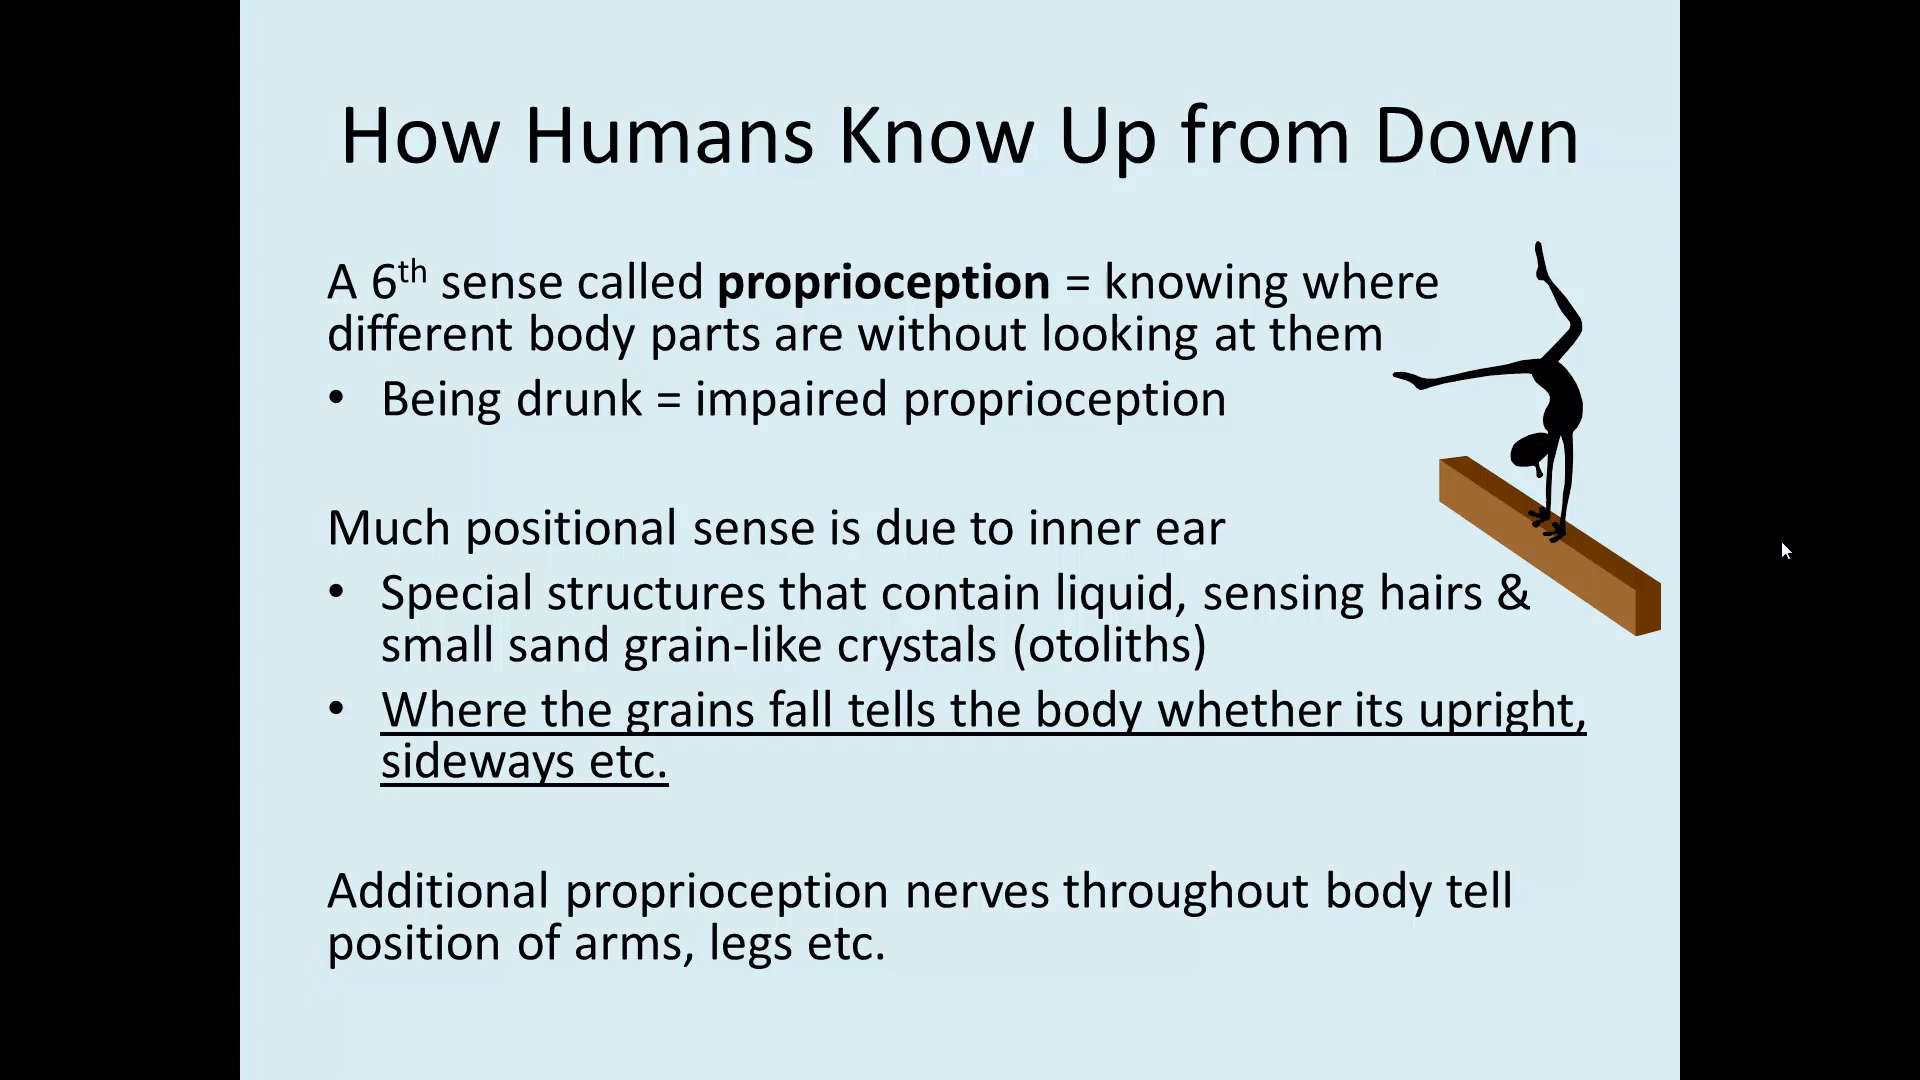 How Humans Know Up from Down
A 6th sense called proprioception = knowing where
different body parts are without looking at them
• Being drunk = impaired proprioception
Much positional sense is due to inner ear
• Special structures that contain liquid, sensing hairs &
small sand grain-like crystals (otoliths)
• Where the grains fall tells the body whether its upright,
sideways etc.
Additional proprioception nerves throughout body tell
position of arms, legs etc.